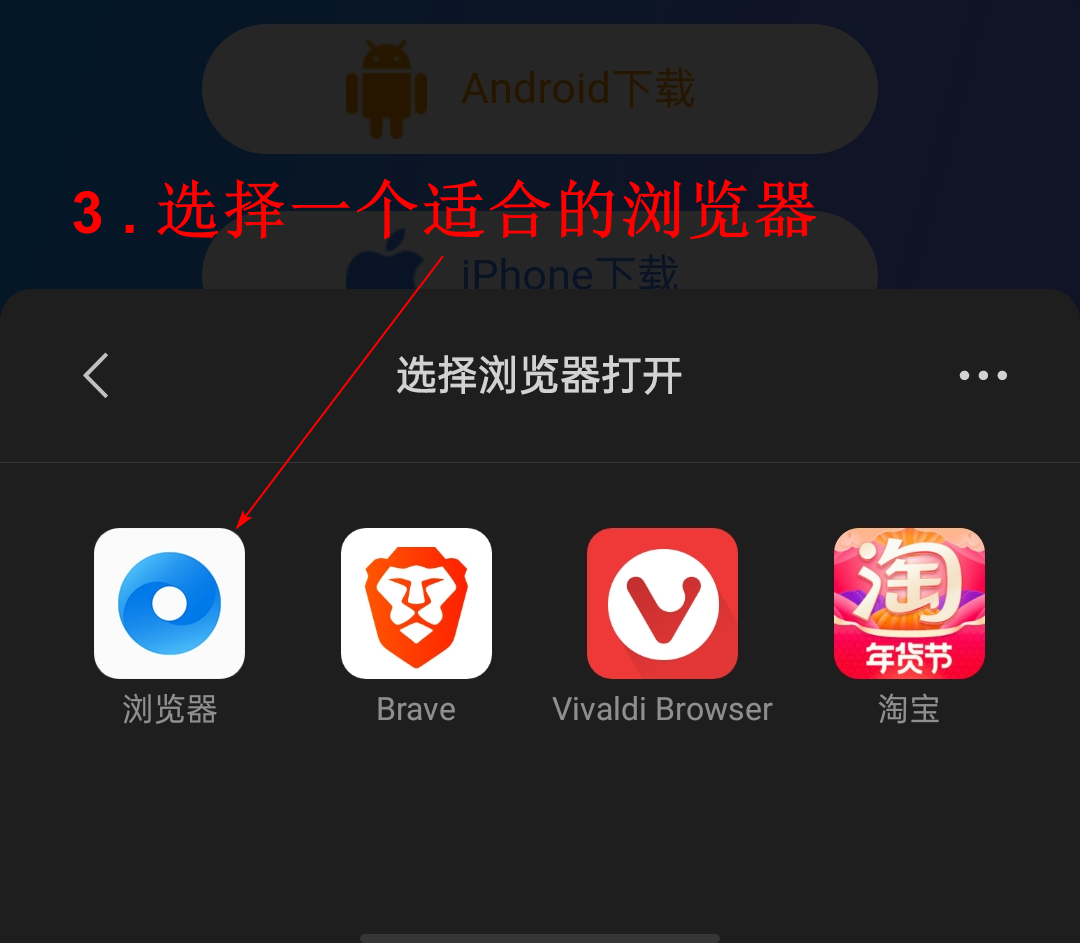 Android下载
3.选择一个适合的浏览器
iPhone下载
选择浏览器打开
淘
年货节
浏览器
Brave
Vivaldi Browser
淘宝